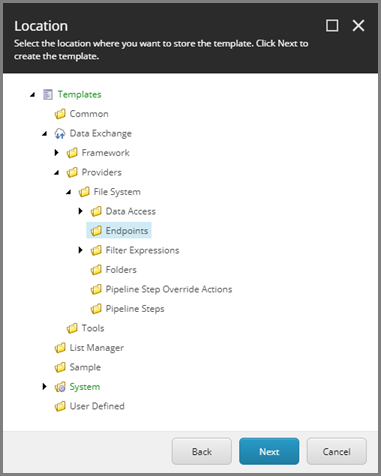 Location
Select the location where you want to store the template. Click Next to
create the template.
Templates
Common
Data Exchange
Framework
Providers
File System
Data Access
Endpoints
Filter Expressions
Folders
Pipeline Step Override Actions
Pipeline Steps
Tools
List Manager
Sample
System
User Defined
Back Next Cancel